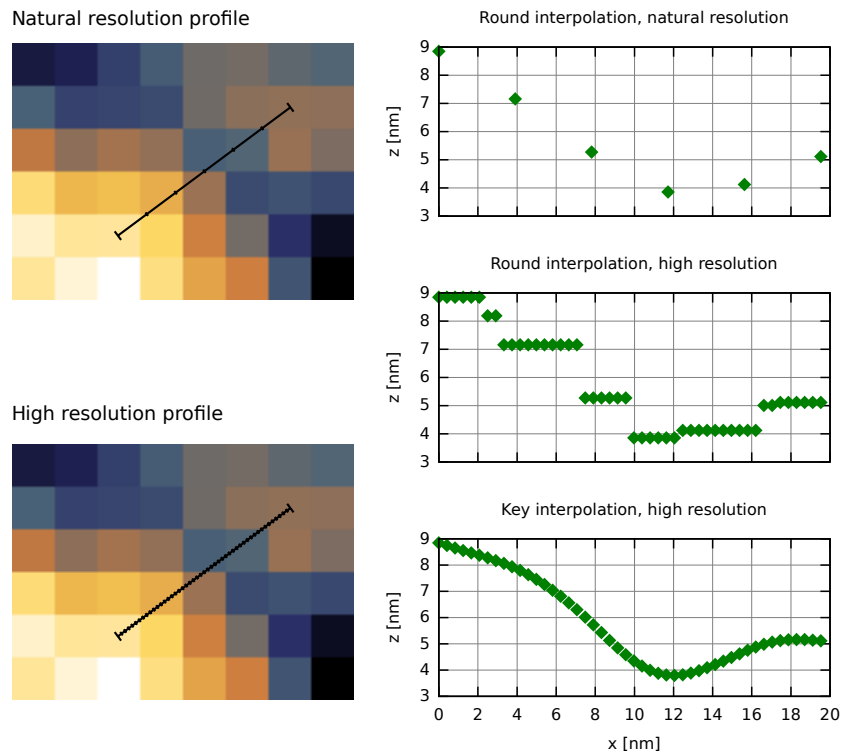 Natural resolution profile
Round interpolation, natural resolution
9
8
7
6
5
4
3
z [nm]
Round interpolation, high resolution
9
8
7
6
5
4
3
z [nm]
High resolution profile
Key interpolation, high resolution
9
8
7
6
5
4
3
z [nm]
0 2 4 6 8 10 12 14 16 18 20
x [nm]